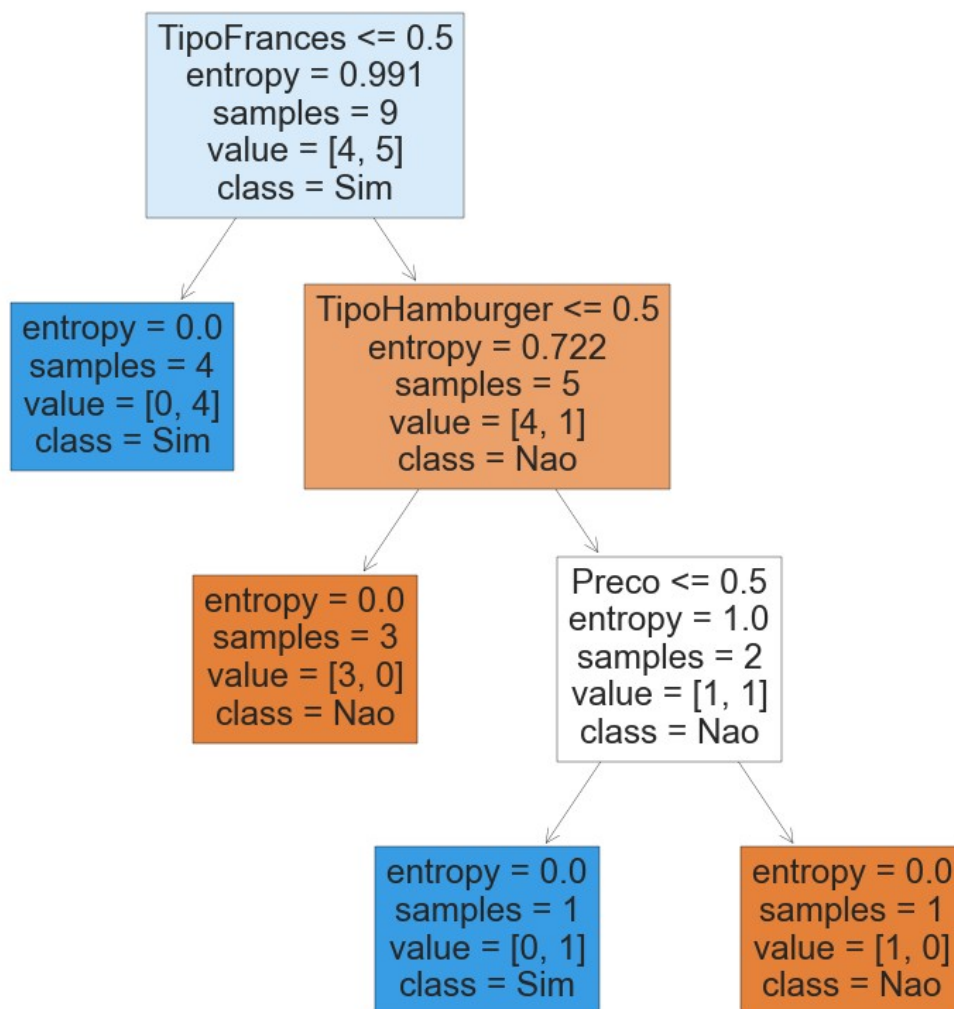 TipoFrances <= 0.5
entropy = 0.991
samples = 9
value = [4, 5]
class = Sim
entropy = 0.0
samples = 4
value = [0, 4]
class = Sim
TipoHamburger <= 0.5
entropy = 0.722
samples = 5
value = [4, 1]
class = Nao
entropy = 0.0
samples = 3
value = [3, 0]
class = Nao
Preco <= 0.5
entropy = 1.0
samples = 2
value = [1, 1]
class = Nao
entropy = 0.0
samples = 1
value = [0, 1]
class = Sim
entropy = 0.0
samples = 1
value = [1, 0]
class = Nao